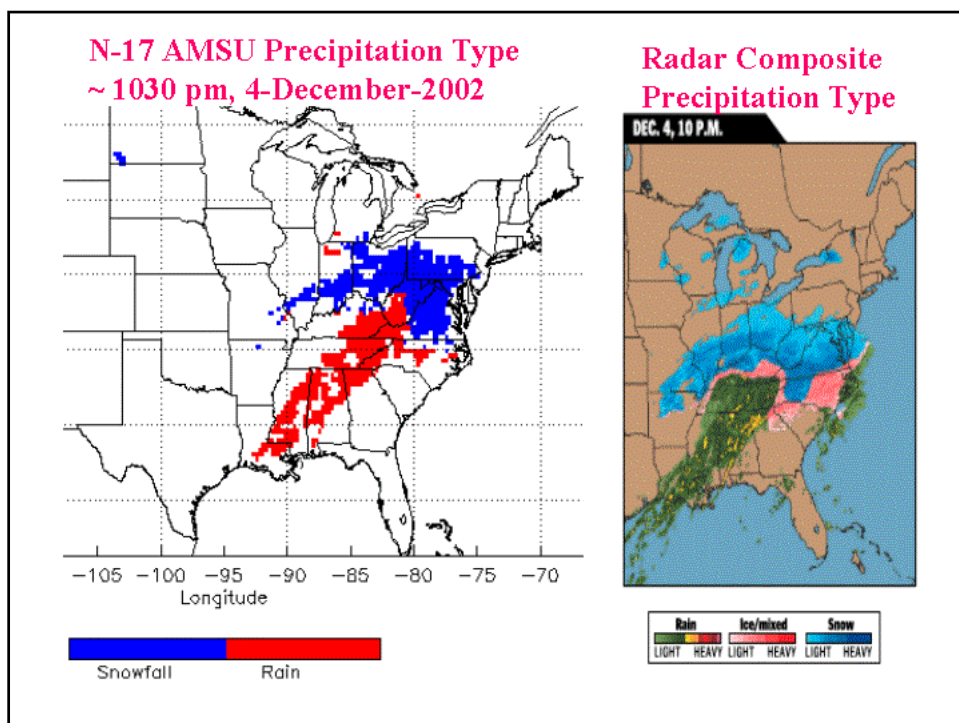 N-17 AMSU Precipitation Type
~ 1030 pm, 4-December-2002
Radar Composite
Precipitation Type
DEC. 4, 10 P.M.
−105 −100 −95 −90 −85 −80 −75 −70
Longitude
Snowfall Rain
Rain Ice/mixed Snow
LIGHT HEAVY LIGHT HEAVY LIGHT HEAVY